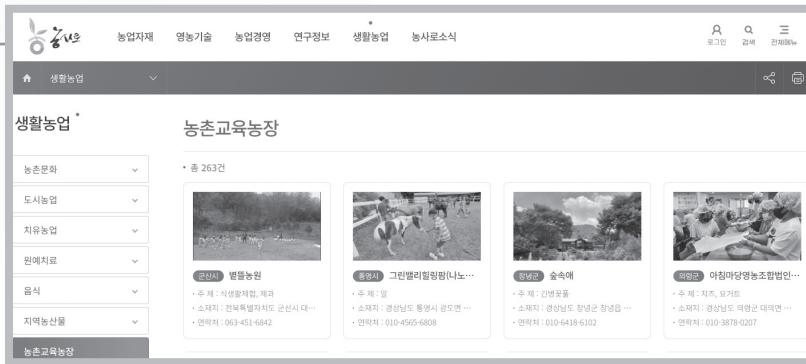 농사로
농업자재 영농기술 농업경영 연구정보 생활농업 농사로소식
로그인 검색 전체메뉴
생활농업
생활농업
농촌교육농장
농촌문화
도시농업
치유농업
원예치료
음식
지역농산물
농촌교육농장
• 총 263건
군산시 볕뜰농원
• 주 제 : 식생활체험, 제과
• 소재지 : 전북특별자치도 군산시 대…
• 연락처 : 063-451-6842
통영시 그린밸리힐링팜(나노…
• 주 제 : 말
• 소재지 : 경상남도 통영시 광도면 …
• 연락처 : 010-4565-6808
창녕군 숲속애
• 주 제 : 긴병꽃풀
• 소재지 : 경상남도 창녕군 창녕읍 …
• 연락처 : 010-6418-6102
의령군 아침마당영농조합법인…
• 주 제 : 치즈, 요거트
• 소재지 : 경상남도 의령군 대의면 …
• 연락처 : 010-3878-0207